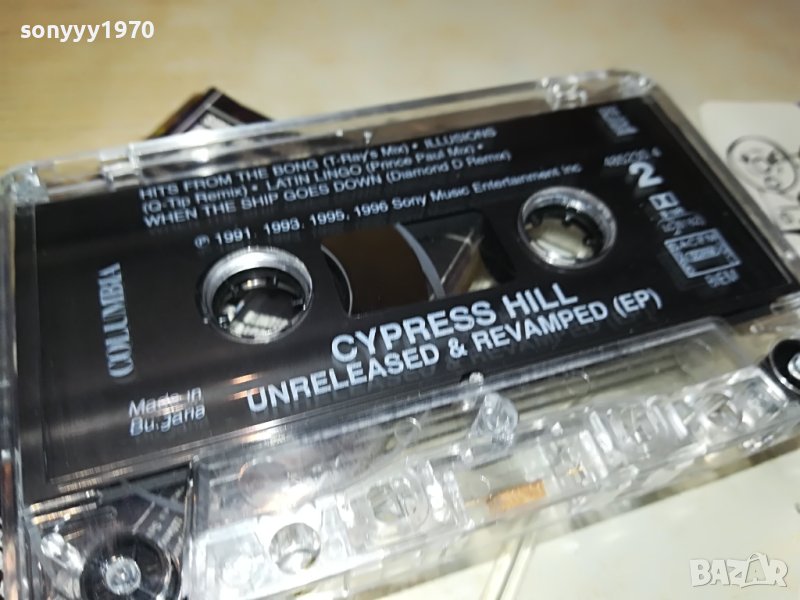 sonyyy1970
HITS FROM THE BONG (T-Ray's Mix) • ILLUSIONS
(Q-Tip Remix) • LATIN LINGO (Prince Paul Mix) •
WHEN THE SHIP GOES DOWN (Diamond D Remix)
℗ 1991, 1993, 1995, 1996 Sony Music Entertainment Inc
2
BIEM
COLUMBIA
CYPRESS HILL
UNRELEASED & REVAMPED (EP)
Made in
Bulgaria
BAZAR